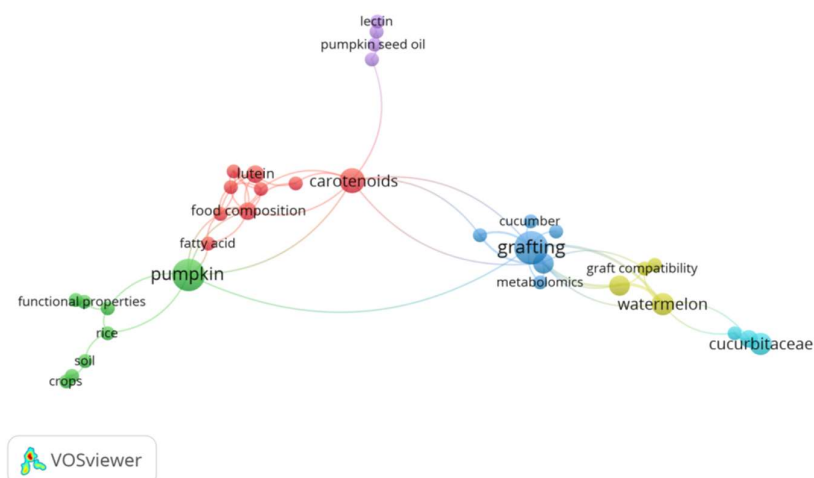 lectin
pumpkin seed oil
lutein
carotenoids
food composition
cucumber
fatty acid
grafting
pumpkin
graft compatibility
metabolomics
functional properties
watermelon
rice
cucurbitaceae
soil
crops
VOSviewer